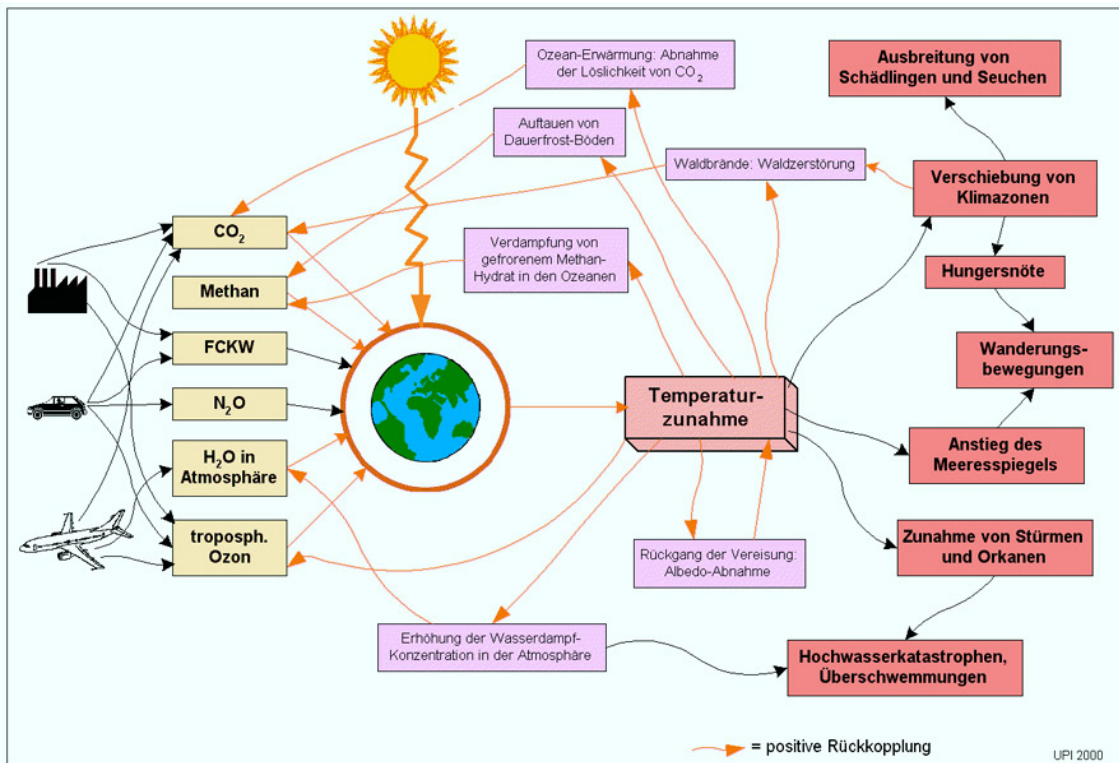 Ozean-Erwärmung: Abnahme
der Löslichkeit von CO₂
Ausbreitung von
Schädlingen und Seuchen
Auftauen von
Dauerfrost-Böden
Waldbrände: Waldzerstörung
Verschiebung von
Klimazonen
CO₂
Verdampfung von
gefrorenem Methan-
Hydrat in den Ozeanen
Hungersnöte
Methan
FCKW
Wanderungs-
bewegungen
N₂O
Temperatur-
zunahme
H₂O in
Atmosphäre
Anstieg des
Meeresspiegels
troposph.
Ozon
Zunahme von Stürmen
und Orkanen
Rückgang der Vereisung:
Albedo-Abnahme
Erhöhung der Wasserdampf-
Konzentration in der Atmosphäre
Hochwasserkatastrophen,
Überschwemmungen
= positive Rückkopplung
UPI 2000